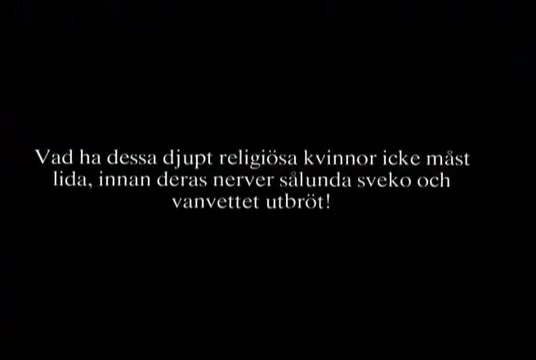 Vad ha dessa djupt religiösa kvinnor icke måst
lida, innan deras nerver sålunda sveko och
vanvettet utbröt!